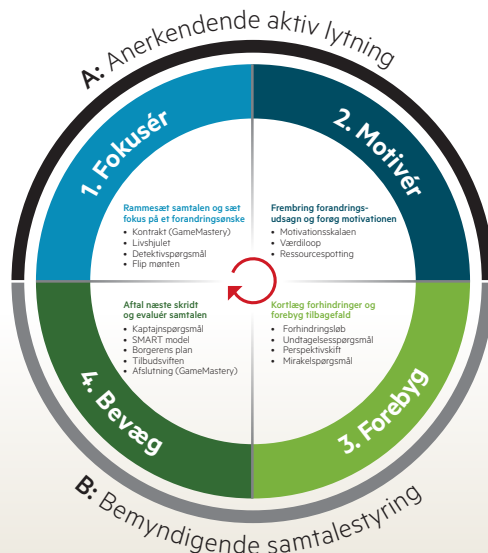 A: Anerkendende aktiv lytning
1. Fokusér
Rammesæt samtalen og sæt
fokus på et forandringsønske
• Kontrakt (GameMastery)
• Livshjulet
• Detektivspørgsmål
• Flip mønten
2. Motivér
Frembring forandrings-
udsagn og forøg motivationen
• Motivationsskalaen
• Værdiloop
• Ressourcespotting
3. Forebyg
Kortlæg forhindringer og
forebyg tilbagefald
• Forhindringsløb
• Undtagelsesspørgsmål
• Perspektivskift
• Mirakelspørgsmål
4. Bevæg
Aftal næste skridt
og evaluér samtalen
• Kaptajnspørgsmål
• SMART model
• Borgerens plan
• Tilbudsviften
• Afslutning (GameMastery)
B: Bemyndigende samtalestyring